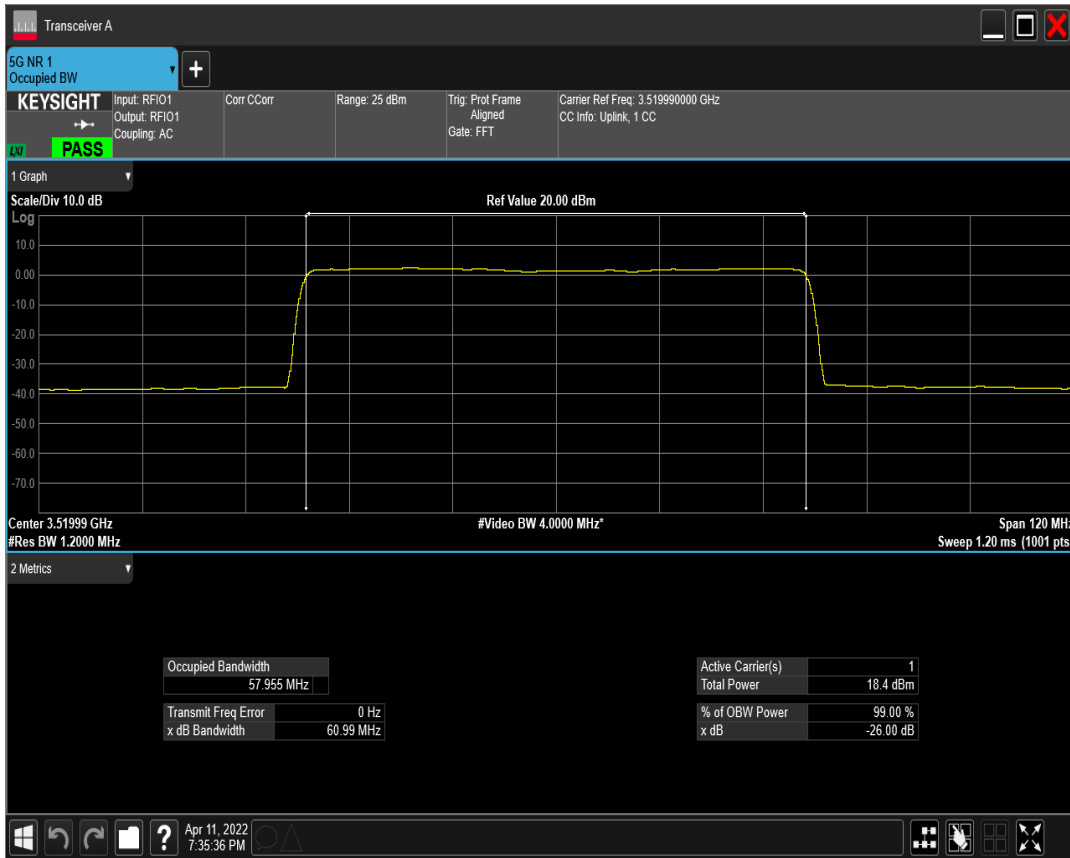 Transceiver A
5G NR 1
Occupied BW
+
KEYSIGHT
LXI
PASS
Input: RFIO1
Output: RFIO1
Coupling: AC
Corr CCorr
Range: 25 dBm
Trig: Prot Frame
Aligned
Gate: FFT
Carrier Ref Freq: 3.519990000 GHz
CC Info: Uplink, 1 CC
1 Graph
Scale/Div 10.0 dB
Ref Value 20.00 dBm
Log
10.0
0.00
-10.0
-20.0
-30.0
-40.0
-50.0
-60.0
-70.0
Center 3.51999 GHz
#Video BW 4.0000 MHz*
Span 120 MHz
#Res BW 1.2000 MHz
Sweep 1.20 ms (1001 pts
2 Metrics
Occupied Bandwidth
57.955 MHz
Transmit Freq Error 0 Hz
x dB Bandwidth 60.99 MHz
Active Carrier(s) 1
Total Power 18.4 dBm
% of OBW Power 99.00 %
x dB -26.00 dB
?
Apr 11, 2022
7:35:36 PM